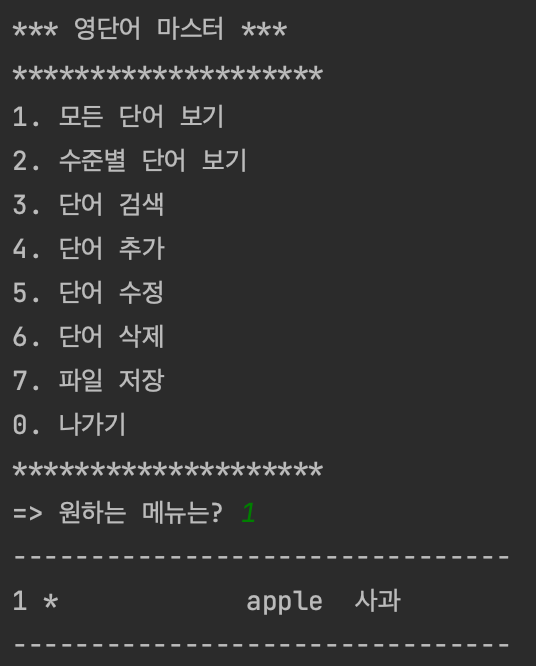 *** 영단어 마스터 ***
********************
1. 모든 단어 보기
2. 수준별 단어 보기
3. 단어 검색
4. 단어 추가
5. 단어 수정
6. 단어 삭제
7. 파일 저장
0. 나가기
********************
=> 원하는 메뉴는? 1
--------------------------------
1 *            apple  사과
--------------------------------